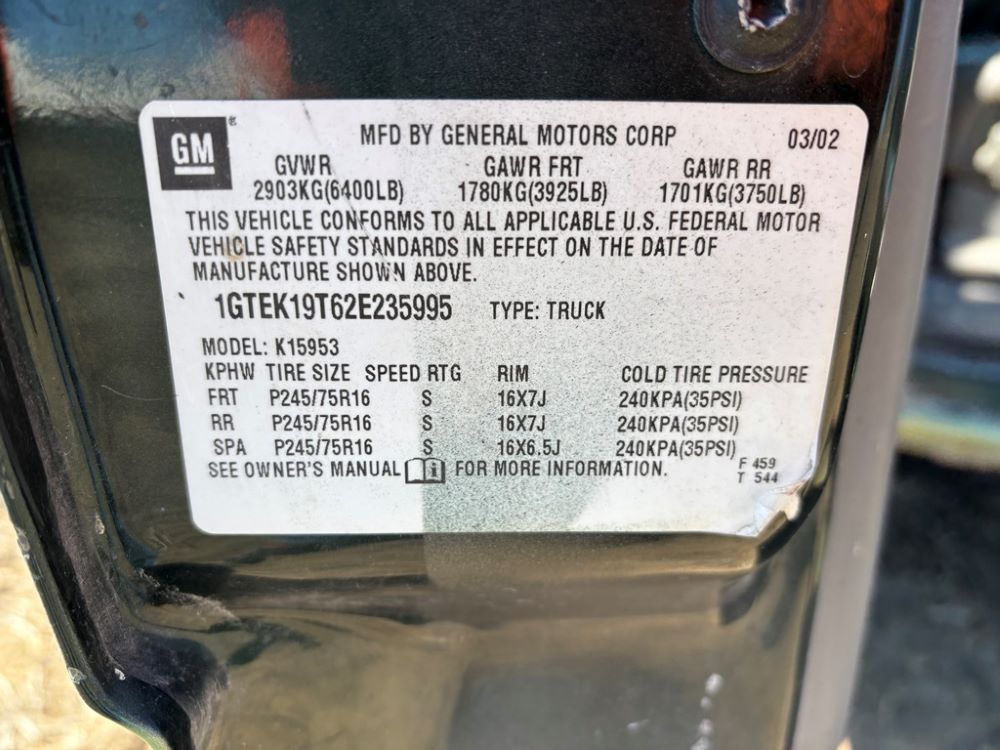 GM®
MFD BY GENERAL MOTORS CORP 03/02
GVWR GAWR FRT GAWR RR
2903KG(6400LB) 1780KG(3925LB) 1701KG(3750LB)
THIS VEHICLE CONFORMS TO ALL APPLICABLE U.S. FEDERAL MOTOR
VEHICLE SAFETY STANDARDS IN EFFECT ON THE DATE OF
MANUFACTURE SHOWN ABOVE.
1GTEK19T62E235995 TYPE: TRUCK
MODEL: K15953
KPHW TIRE SIZE SPEED RTG RIM COLD TIRE PRESSURE
FRT P245/75R16 S 16X7J 240KPA(35PSI)
RR P245/75R16 S 16X7J 240KPA(35PSI)
SPA P245/75R16 S 16X6.5J 240KPA(35PSI)
SEE OWNER'S MANUAL FOR MORE INFORMATION.
F 459
T 544